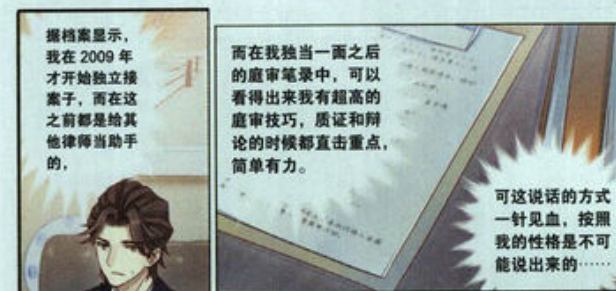 据档案显示，
我在 2009 年
才开始独立接
案子，而在这
之前都是给其
他律师当助手
的，
而在我独当一面之后
的庭审笔录中，可以
看得出来我有超高的
庭审技巧，质证和辩
论的时候都直击重点，
简单有力。
可这说话的方式
一针见血，按照
我的性格是不可
能说出来的……